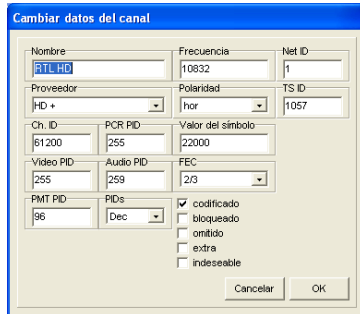 Cambiar datos del canal
Nombre Frecuencia Net ID
RTL HD 10832 1
Proveedor Polaridad TS ID
HD + hor 1057
Ch. ID PCR PID Valor del símbolo
61200 255 22000
Video PID Audio PID FEC
255 259 2/3
PMT PID PIDs
96 Dec
codificado
bloqueado
omitido
extra
indeseable
Cancelar OK